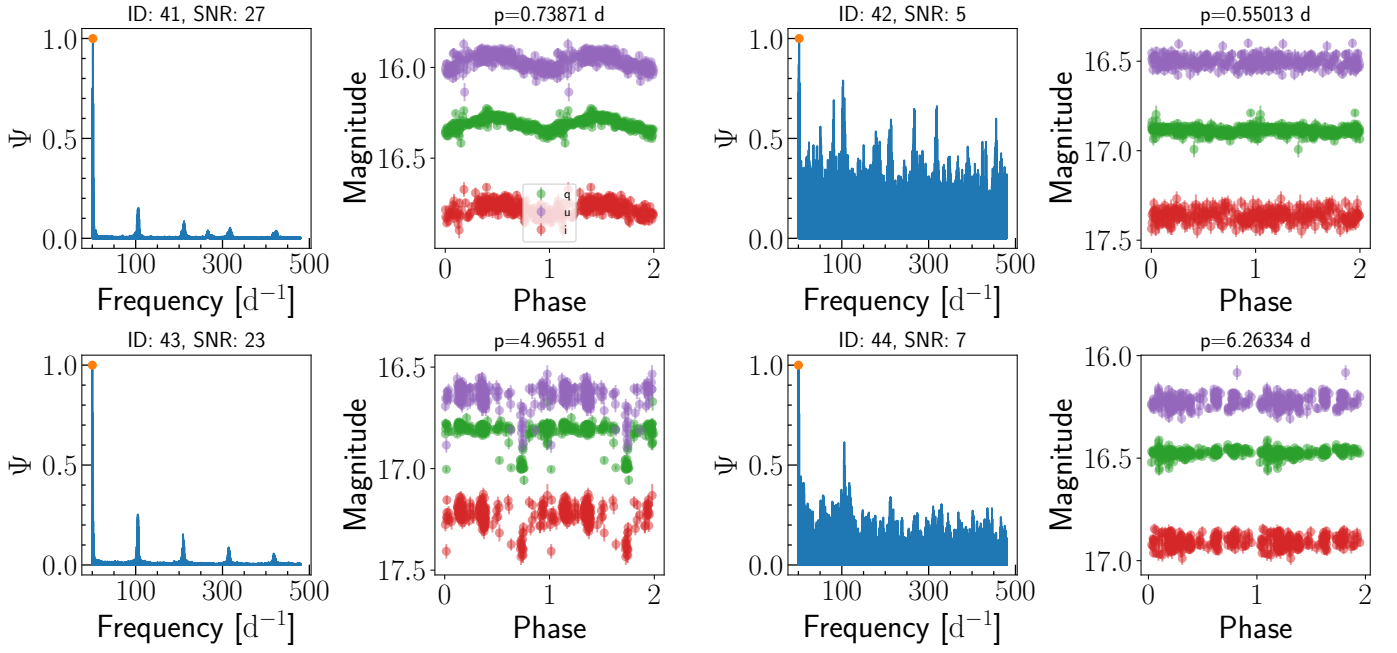 ID: 41, SNR: 27
p=0.73871 d
ID: 42, SNR: 5
p=0.55013 d
1.0
0.5
0.0
Ψ
100
300
500
Frequency [d⁻¹]
16.0
16.5
Magnitude
q
u
i
0
1
2
Phase
1.0
0.5
0.0
Ψ
100
300
500
Frequency [d⁻¹]
16.5
17.0
17.5
Magnitude
0
1
2
Phase
ID: 43, SNR: 23
p=4.96551 d
ID: 44, SNR: 7
p=6.26334 d
1.0
0.5
0.0
Ψ
100
300
500
Frequency [d⁻¹]
16.5
17.0
17.5
Magnitude
0
1
2
Phase
1.0
0.5
0.0
Ψ
100
300
500
Frequency [d⁻¹]
16.0
16.5
17.0
Magnitude
0
1
2
Phase